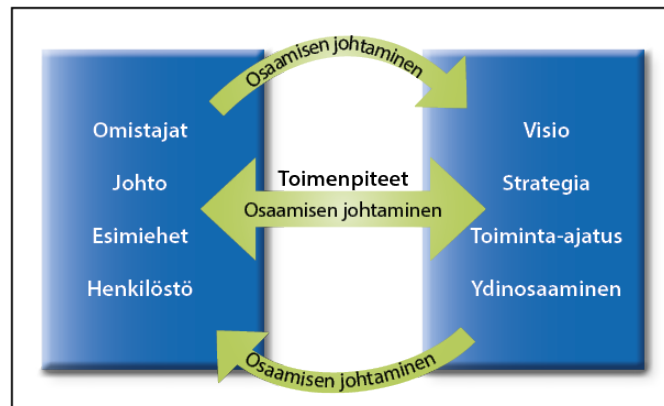 Osaamisen johtaminen
Omistajat
Johto
Esimiehet
Henkilöstö
Toimenpiteet
Osaamisen johtaminen
Visio
Strategia
Toiminta-ajatus
Ydinosaaminen
Osaamisen johtaminen